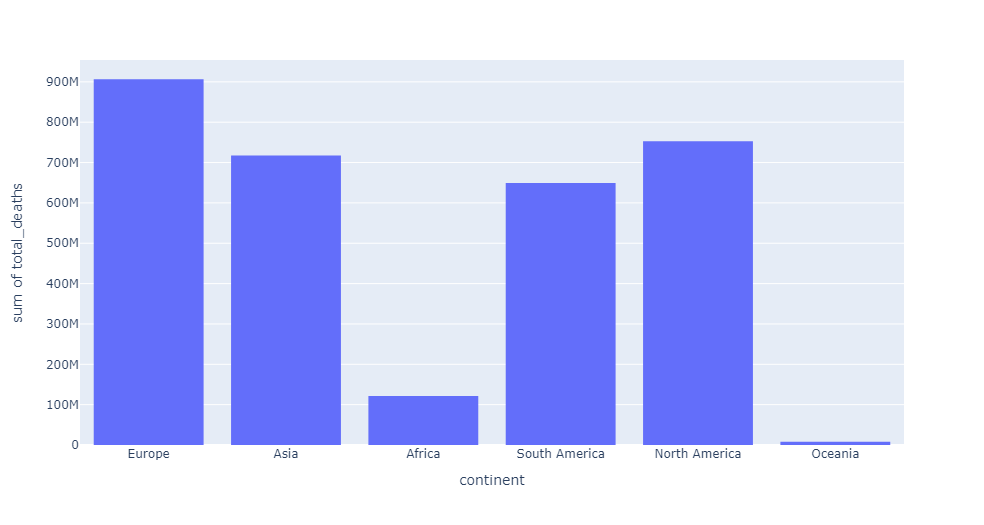 900M
800M
700M
600M
500M
400M
300M
200M
100M
0
sum of total_deaths
Europe Asia Africa South America North America Oceania
continent